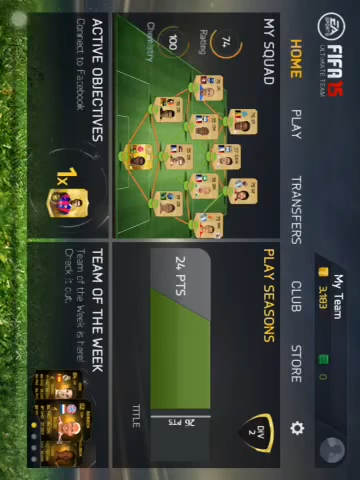 EA SPORTS
FIFA 15
ULTIMATE TEAM
My Team
3,183
0
HOME
PLAY
TRANSFERS
CLUB
STORE
MY SQUAD
74
Rating
100
Chemistry
PLAY SEASONS
DIV
2
24 PTS
26 PTS
TITLE
ACTIVE OBJECTIVES
Connect to Facebook
1x
TEAM OF THE WEEK
Team of the Week is here!
Check it out.